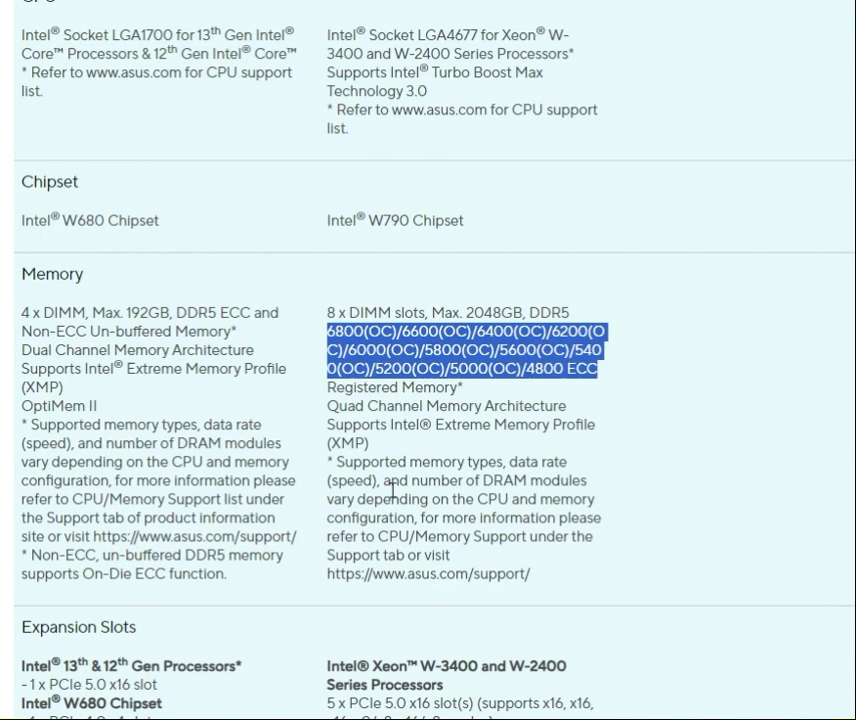 Intel® Socket LGA1700 for 13th Gen Intel®
Core™ Processors & 12th Gen Intel® Core™
* Refer to www.asus.com for CPU support
list.
Intel® Socket LGA4677 for Xeon® W-
3400 and W-2400 Series Processors*
Supports Intel® Turbo Boost Max
Technology 3.0
* Refer to www.asus.com for CPU support
list.
Chipset
Intel® W680 Chipset
Intel® W790 Chipset
Memory
4 x DIMM, Max. 192GB, DDR5 ECC and
Non-ECC Un-buffered Memory*
Dual Channel Memory Architecture
Supports Intel® Extreme Memory Profile
(XMP)
OptiMem II
* Supported memory types, data rate
(speed), and number of DRAM modules
vary depending on the CPU and memory
configuration, for more information please
refer to CPU/Memory Support list under
the Support tab of product information
site or visit https://www.asus.com/support/
* Non-ECC, un-buffered DDR5 memory
supports On-Die ECC function.
8 x DIMM slots, Max. 2048GB, DDR5
6800(OC)/6600(OC)/6400(OC)/6200(O
C)/6000(OC)/5800(OC)/5600(OC)/540
0(OC)/5200(OC)/5000(OC)/4800 ECC
Registered Memory*
Quad Channel Memory Architecture
Supports Intel® Extreme Memory Profile
(XMP)
* Supported memory types, data rate
(speed), and number of DRAM modules
vary depending on the CPU and memory
configuration, for more information please
refer to CPU/Memory Support under the
Support tab or visit
https://www.asus.com/support/
Expansion Slots
Intel® 13th & 12th Gen Processors*
- 1 x PCIe 5.0 x16 slot
Intel® W680 Chipset
Intel® Xeon™ W-3400 and W-2400
Series Processors
5 x PCIe 5.0 x16 slot(s) (supports x16, x16,